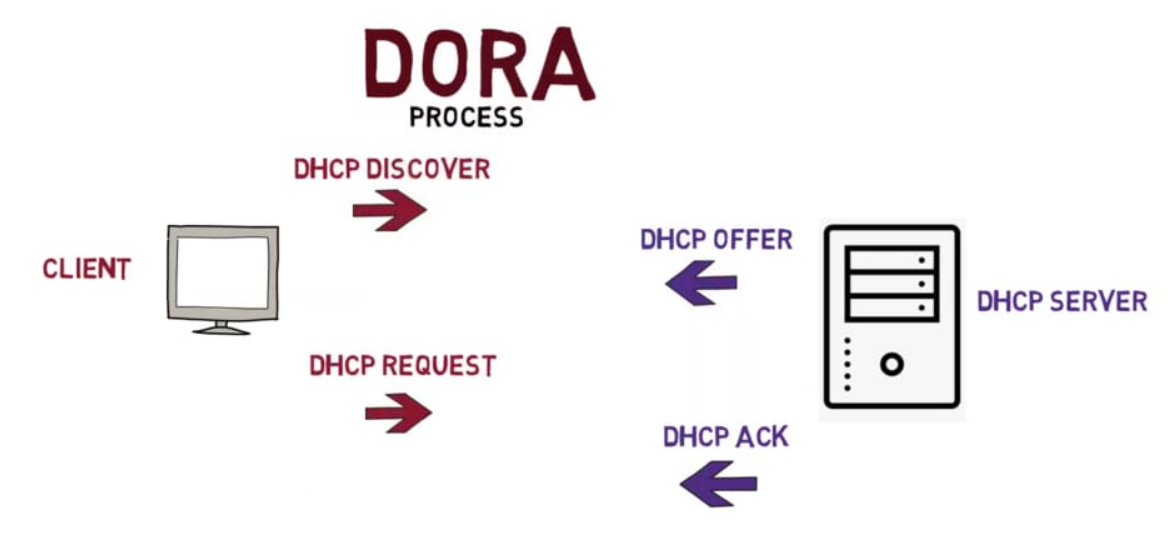 DORA
PROCESS
DHCP DISCOVER
DHCP OFFER
CLIENT
DHCP SERVER
DHCP REQUEST
DHCP ACK